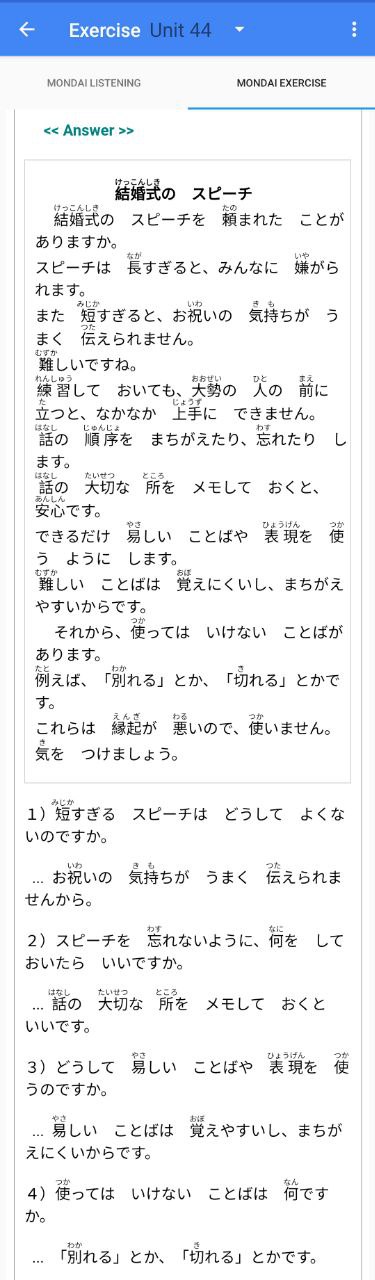 Exercise Unit 44
MONDAI LISTENING
MONDAI EXERCISE
<< Answer >>
結婚式の スピーチ
結婚式の スピーチを 頼まれた ことが
ありますか。
スピーチは 長すぎると、みんなに 嫌がら
れます。
また 短すぎると、お祝いの 気持ちが う
まく 伝えられません。
難しいですね。
練習して おいても、大勢の 人の 前に
立つと、なかなか 上手に できません。
話の 順序を まちがえたり、忘れたり し
ます。
話の 大切な 所を メモして おくと、
安心です。
できるだけ 易しい ことばや 表現を 使
う ように します。
難しい ことばは 覚えにくいし、まちがえ
やすいからです。
それから、使っては いけない ことばが
あります。
例えば、「別れる」とか、「切れる」とかで
す。
これらは 縁起が 悪いので、使いません。
気を つけましょう。
1）短すぎる スピーチは どうして よくな
いのですか。
… お祝いの 気持ちが うまく 伝えられま
せんから。
2）スピーチを 忘れないように、何を して
おいたら いいですか。
… 話の 大切な 所を メモして おくと
いいです。
3）どうして 易しい ことばや 表現を 使
うのですか。
… 易しい ことばは 覚えやすいし、まちが
えにくいからです。
4）使っては いけない ことばは 何です
か。
… 「別れる」とか、「切れる」とかです。